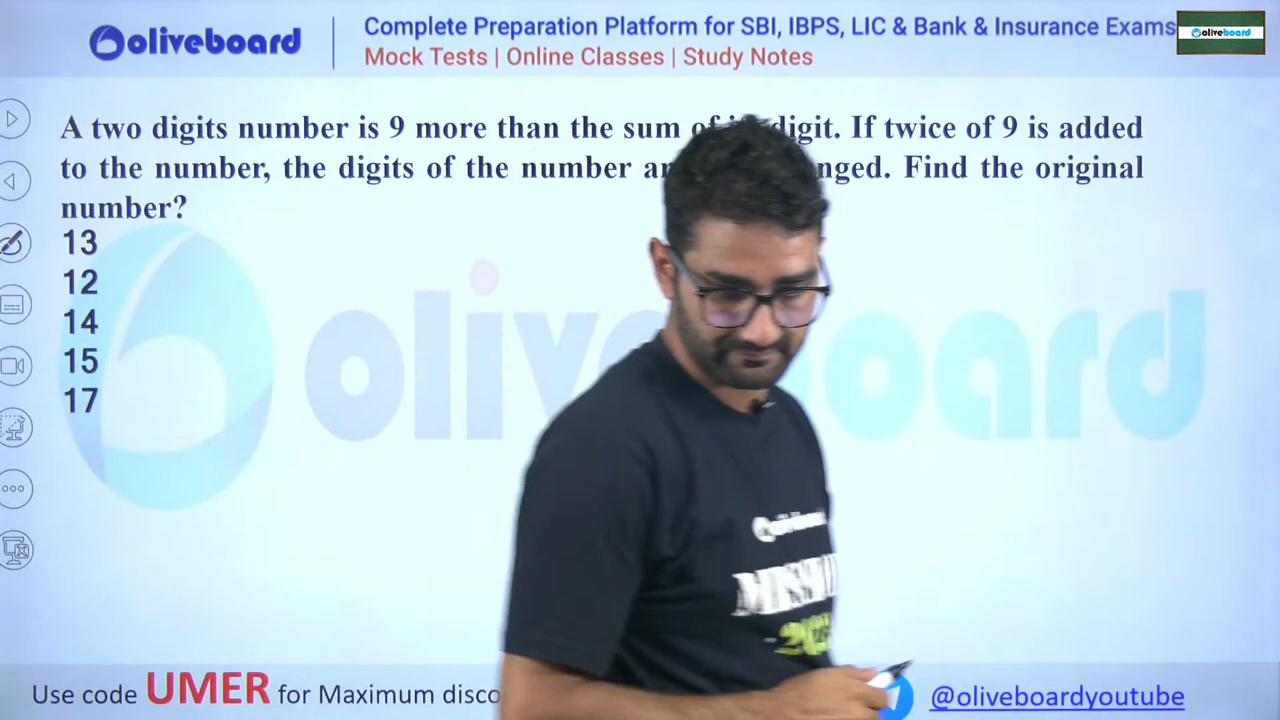 oliveboard
Complete Preparation Platform for SBI, IBPS, LIC & Bank & Insurance Exams
Mock Tests | Online Classes | Study Notes
oliveboard
A two digits number is 9 more than the sum of digit. If twice of 9 is added
to the number, the digits of the number Find the original
number?
13
12
14
15
17
Use code UMER for Maximum
@oliveboardyoutube